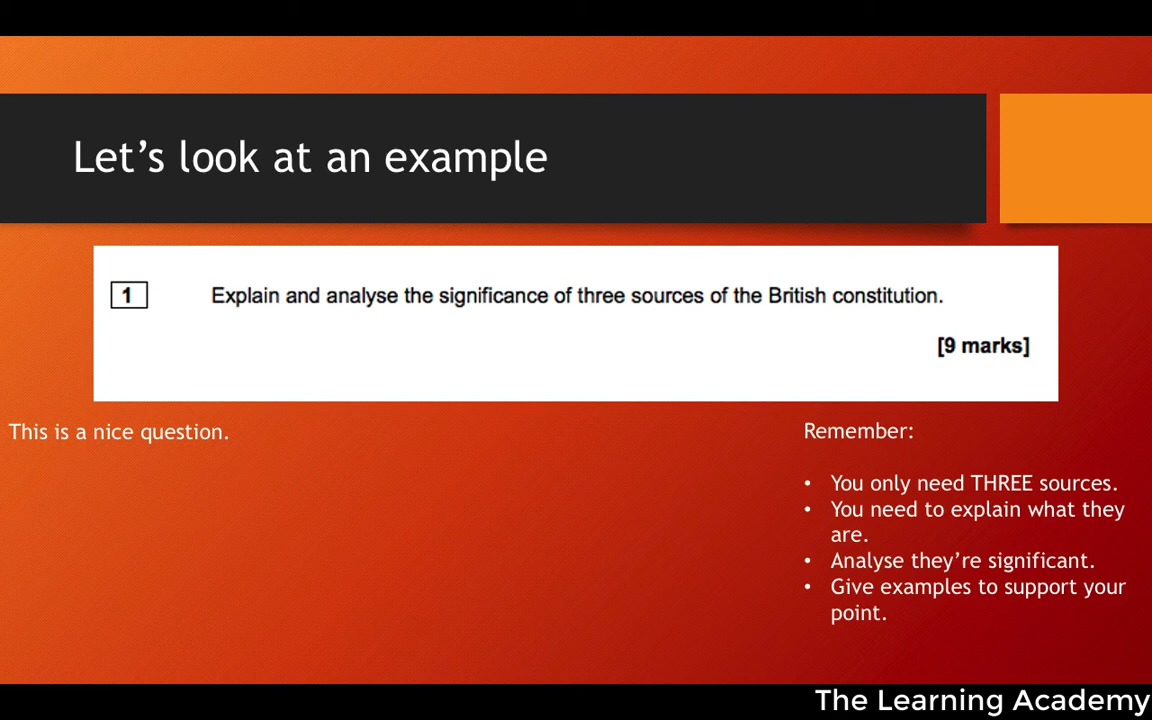 Let’s look at an example
1 Explain and analyse the significance of three sources of the British constitution.
[9 marks]
This is a nice question.
Remember:
• You only need THREE sources.
• You need to explain what they
are.
• Analyse they’re significant.
• Give examples to support your
point.
The Learning Academy